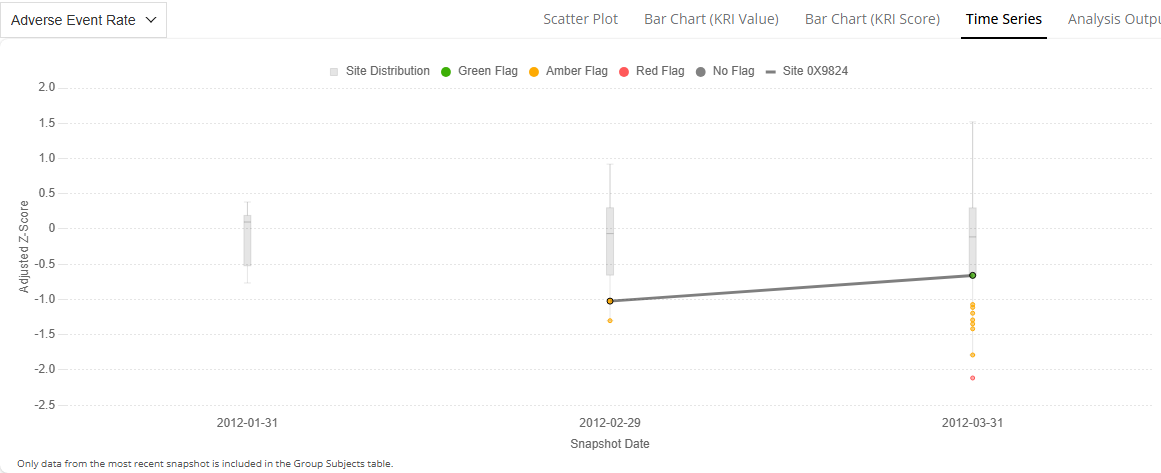 Adverse Event Rate
Scatter Plot Bar Chart (KRI Value) Bar Chart (KRI Score) Time Series Analysis Outpu
Site Distribution Green Flag Amber Flag Red Flag No Flag Site 0X9824
2.0
1.5
1.0
0.5
0
-0.5
-1.0
-1.5
-2.0
-2.5
Adjusted Z-Score
2012-01-31 2012-02-29 2012-03-31
Snapshot Date
Only data from the most recent snapshot is included in the Group Subjects table.